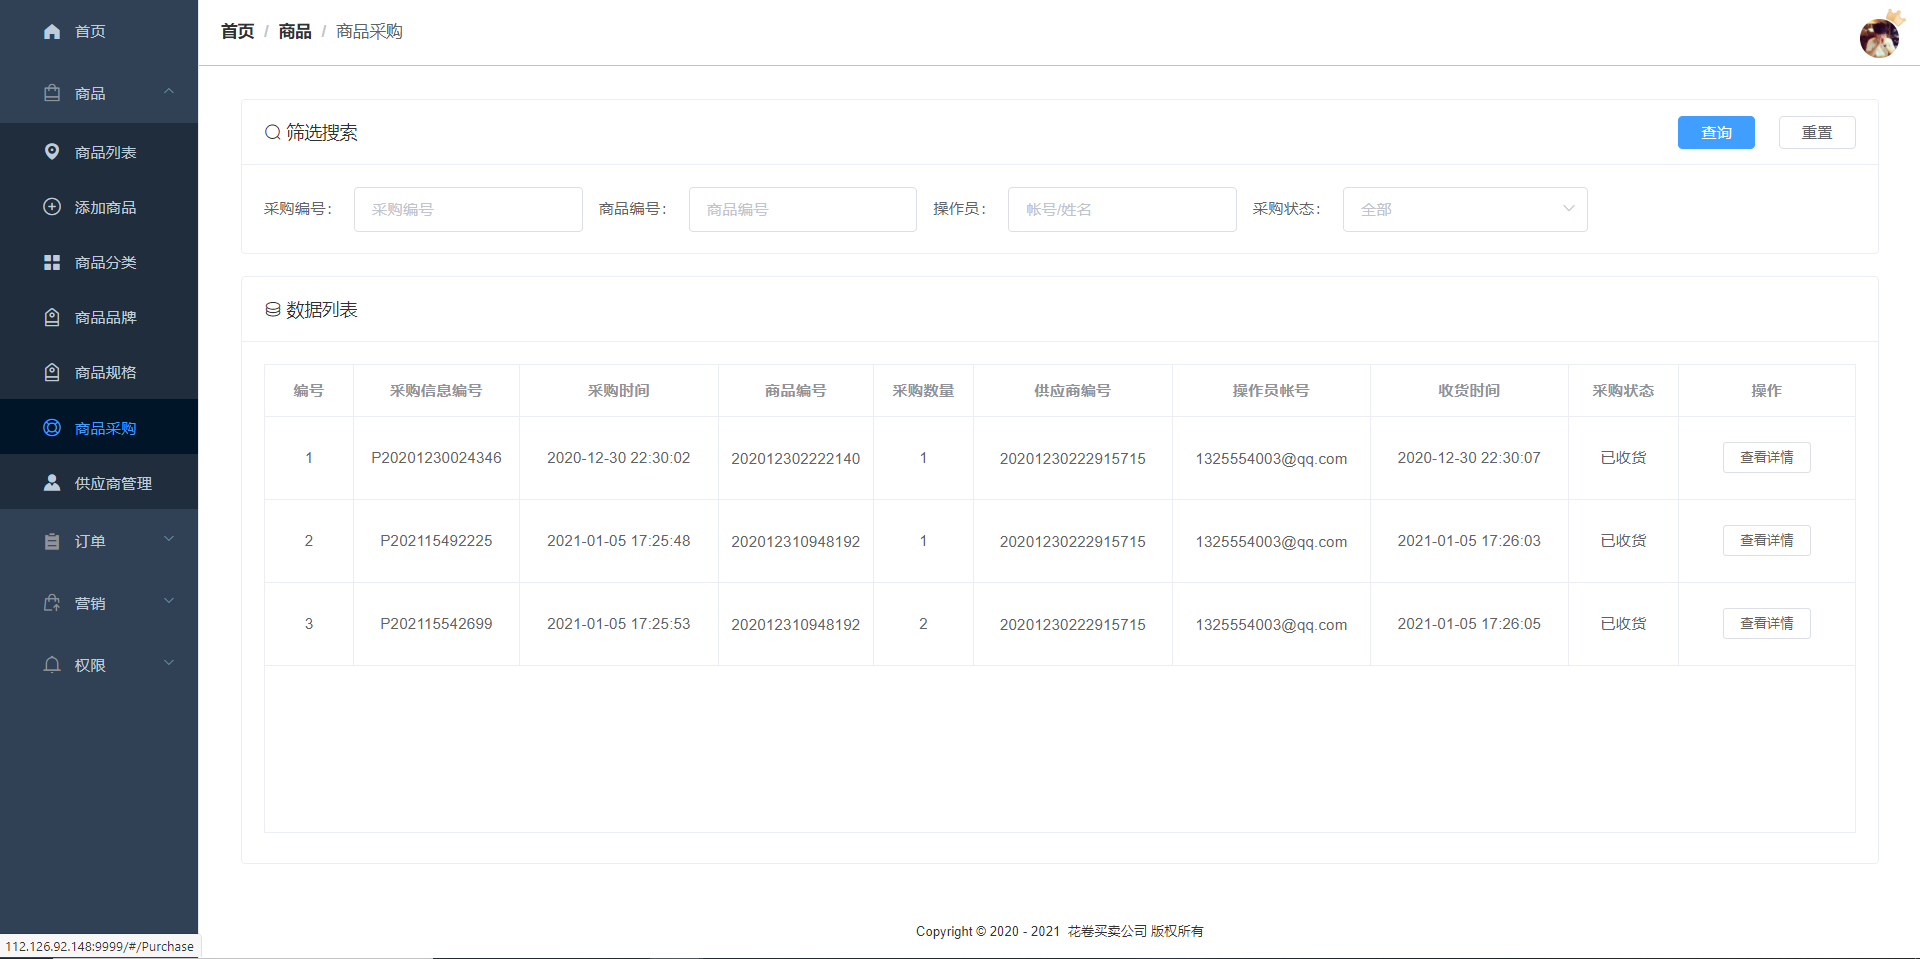 首页
商品
商品列表
添加商品
商品分类
商品品牌
商品规格
商品采购
供应商管理
订单
营销
权限
首页 / 商品 / 商品采购
筛选搜索 查询 重置
采购编号： 采购编号 商品编号： 商品编号 操作员： 帐号/姓名 采购状态： 全部
数据列表
编号 采购信息编号 采购时间 商品编号 采购数量 供应商编号 操作员帐号 收货时间 采购状态 操作
1 P20201230024346 2020-12-30 22:30:02 202012302222140 1 20201230222915715 1325554003@qq.com 2020-12-30 22:30:07 已收货 查看详情
2 P202115492225 2021-01-05 17:25:48 202012310948192 1 20201230222915715 1325554003@qq.com 2021-01-05 17:26:03 已收货 查看详情
3 P202115542699 2021-01-05 17:25:53 202012310948192 2 20201230222915715 1325554003@qq.com 2021-01-05 17:26:05 已收货 查看详情
Copyright © 2020 - 2021 花卷买卖公司 版权所有
112.126.92.148:9999/#/Purchase